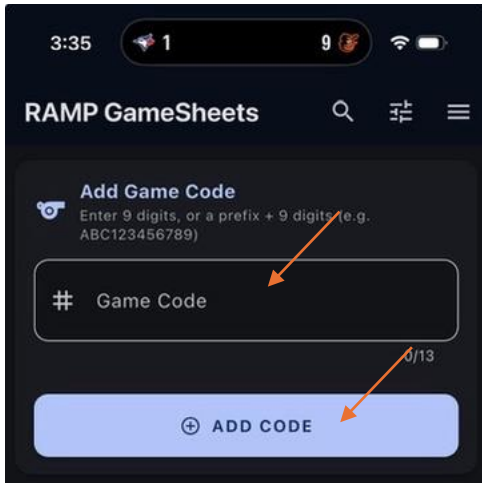 3:35 1 9
RAMP GameSheets
Add Game Code
Enter 9 digits, or a prefix + 9 digits (e.g.
ABC123456789)
# Game Code
0/13
ADD CODE